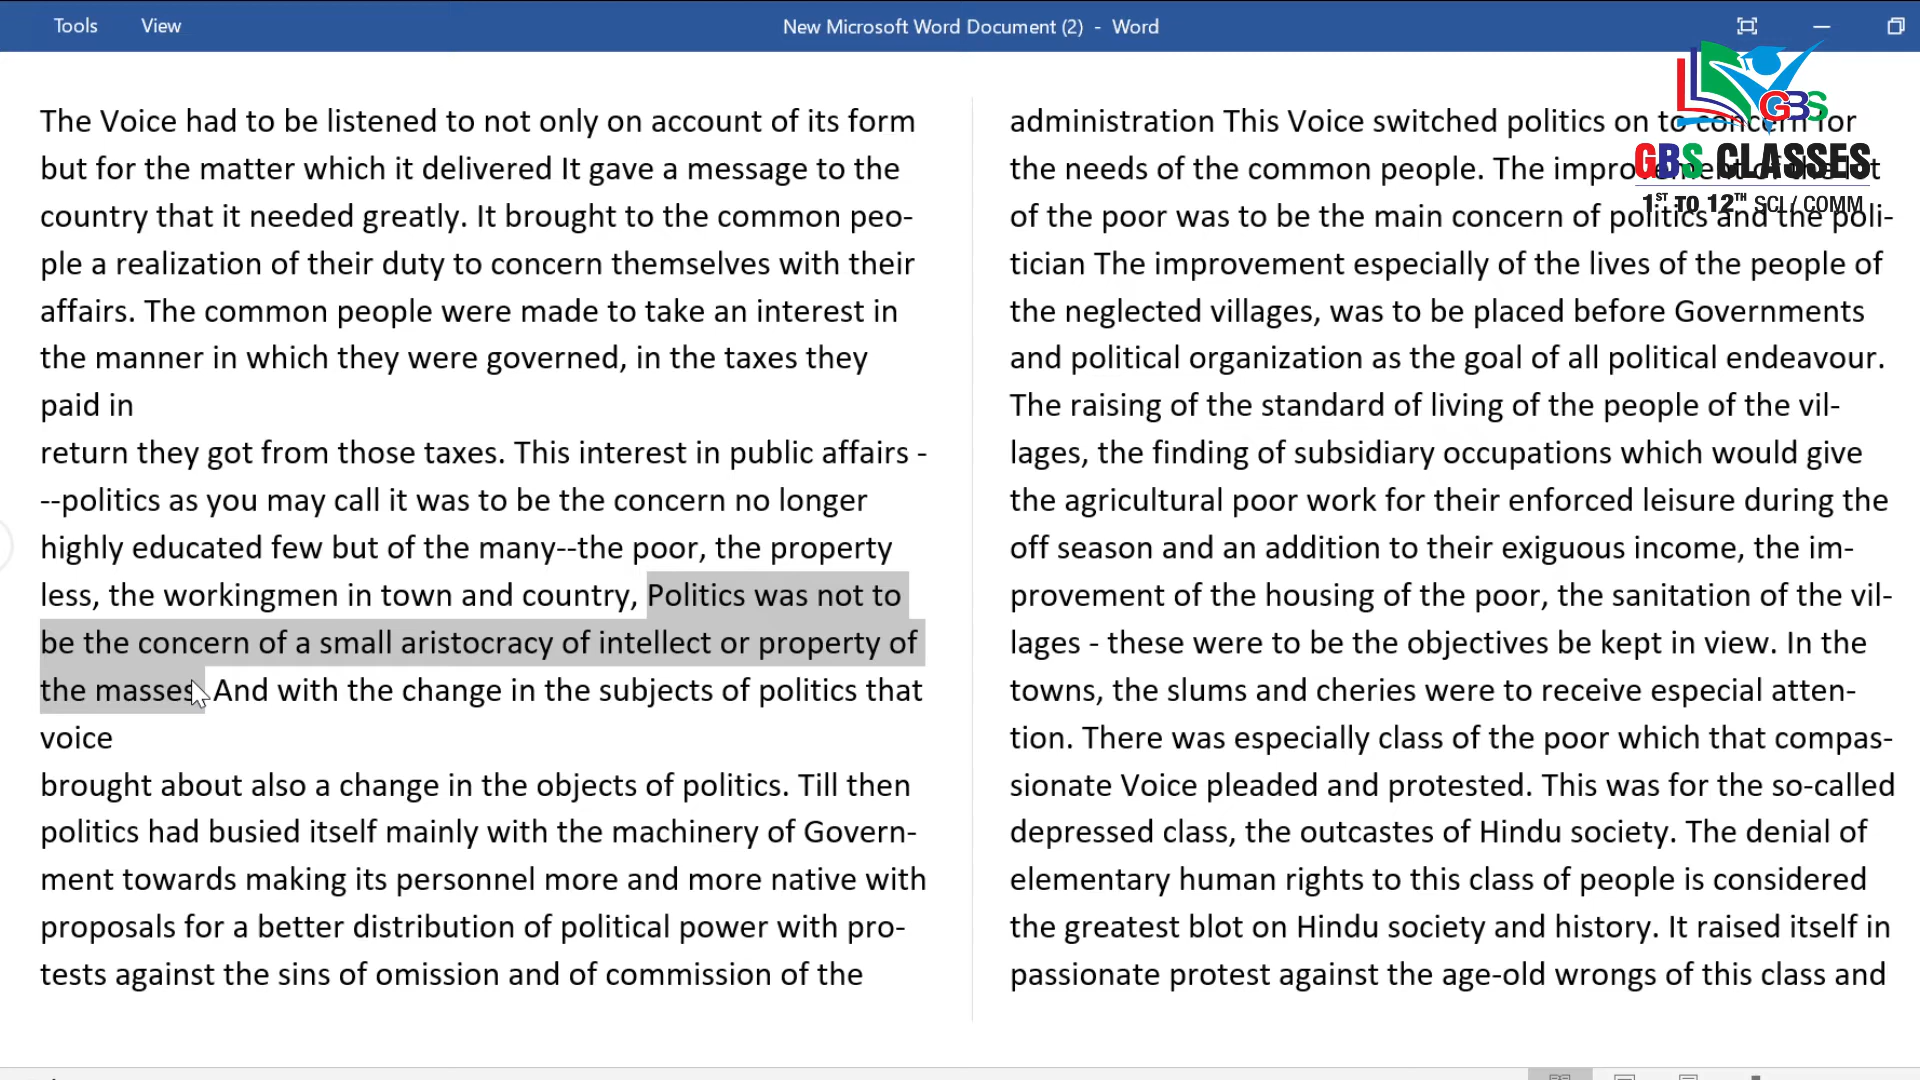 Tools View New Microsoft Word Document (2) - Word
The Voice had to be listened to not only on account of its form
but for the matter which it delivered It gave a message to the
country that it needed greatly. It brought to the common peo-
ple a realization of their duty to concern themselves with their
affairs. The common people were made to take an interest in
the manner in which they were governed, in the taxes they
paid in
return they got from those taxes. This interest in public affairs -
--politics as you may call it was to be the concern no longer
highly educated few but of the many--the poor, the property
less, the workingmen in town and country, Politics was not to
be the concern of a small aristocracy of intellect or property of
the masses. And with the change in the subjects of politics that
voice
brought about also a change in the objects of politics. Till then
politics had busied itself mainly with the machinery of Govern-
ment towards making its personnel more and more native with
proposals for a better distribution of political power with pro-
tests against the sins of omission and of commission of the
administration This Voice switched politics on to concern for
the needs of the common people. The improvement of the lot
of the poor was to be the main concern of politics and the poli-
tician The improvement especially of the lives of the people of
the neglected villages, was to be placed before Governments
and political organization as the goal of all political endeavour.
The raising of the standard of living of the people of the vil-
lages, the finding of subsidiary occupations which would give
the agricultural poor work for their enforced leisure during the
off season and an addition to their exiguous income, the im-
provement of the housing of the poor, the sanitation of the vil-
lages - these were to be the objectives be kept in view. In the
towns, the slums and cheries were to receive especial atten-
tion. There was especially class of the poor which that compas-
sionate Voice pleaded and protested. This was for the so-called
depressed class, the outcastes of Hindu society. The denial of
elementary human rights to this class of people is considered
the greatest blot on Hindu society and history. It raised itself in
passionate protest against the age-old wrongs of this class and
GBS
GBS CLASSES
1ST TO 12TH SCI / COMM